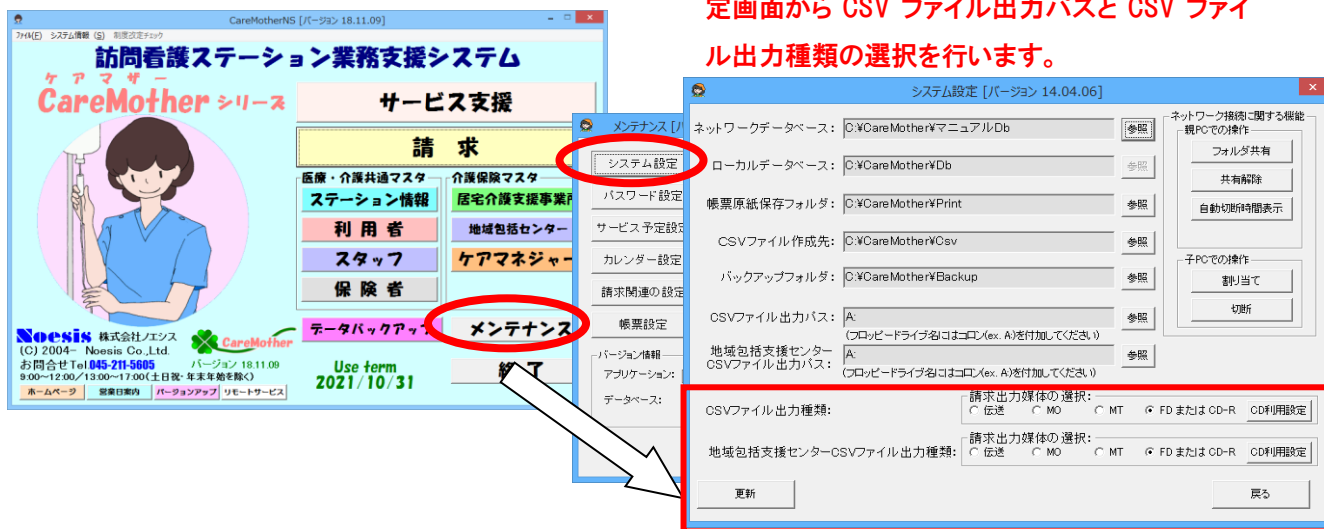 定画面から CSV ファイル出力パスと CSV ファイ
ル出力種類の選択を行います。
CareMotherNS [バージョン 18.11.09]
ファイル(F) システム情報(S) 制度改定チェック
訪問看護ステーション業務支援システム
ケアマザー
CareMother シリーズ
サービス支援
請 求
医療・介護共通マスタ
介護保険マスタ
ステーション情報
居宅介護支援事業所
利 用 者
地域包括センター
スタッフ
ケアマネジャー
保 険 者
データバックアップ
メンテナンス
Noesis 株式会社ノエシス
CareMother
(C) 2004- Noesis Co.,Ltd.
お問合せTel.045-211-5605
バージョン 18.11.09
9:00~12:00/13:00~17:00(土日祝・年末年始を除く)
ホームページ 営業日案内 バージョンアップ リモートサービス
Use term
2021/10/31
終 了
メンテナンス [バ
システム設定
パスワード設定
サービス予定設定
カレンダー設定
請求関連の設定
帳票設定
バージョン情報
アプリケーション:
データベース:
システム設定 [バージョン 14.04.06]
ネットワークデータベース: C:¥CareMother¥マニュアルDb 参照
ローカルデータベース: C:¥CareMother¥Db 参照
帳票原紙保存フォルダ: C:¥CareMother¥Print 参照
CSVファイル作成先: C:¥CareMother¥Csv 参照
バックアップフォルダ: C:¥CareMother¥Backup 参照
CSVファイル出力パス: A: 参照
(フロッピードライブ名にはコロン(ex. A:)を付加してください)
地域包括支援センター
CSVファイル出力パス: A: 参照
(フロッピードライブ名にはコロン(ex. A:)を付加してください)
ネットワーク接続に関する機能
親PCでの操作
フォルダ共有
共有解除
自動切断時間表示
子PCでの操作
割り当て
切断
請求出力媒体の選択:
CSVファイル出力種類: 伝送 MO MT FD または CD-R CD利用設定
請求出力媒体の選択:
地域包括支援センターCSVファイル出力種類: 伝送 MO MT FD または CD-R CD利用設定
更新
戻る